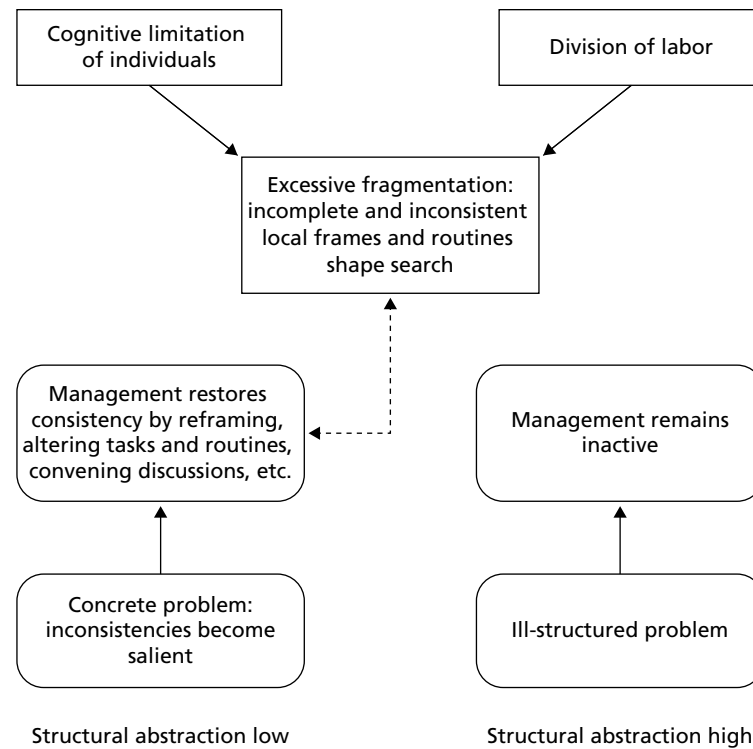 Cognitive limitation
of individuals
Division of labor
Excessive fragmentation:
incomplete and inconsistent
local frames and routines
shape search
Management restores
consistency by reframing,
altering tasks and routines,
convening discussions, etc.
Management remains
inactive
Concrete problem:
inconsistencies become
salient
Ill-structured problem
Structural abstraction low
Structural abstraction high